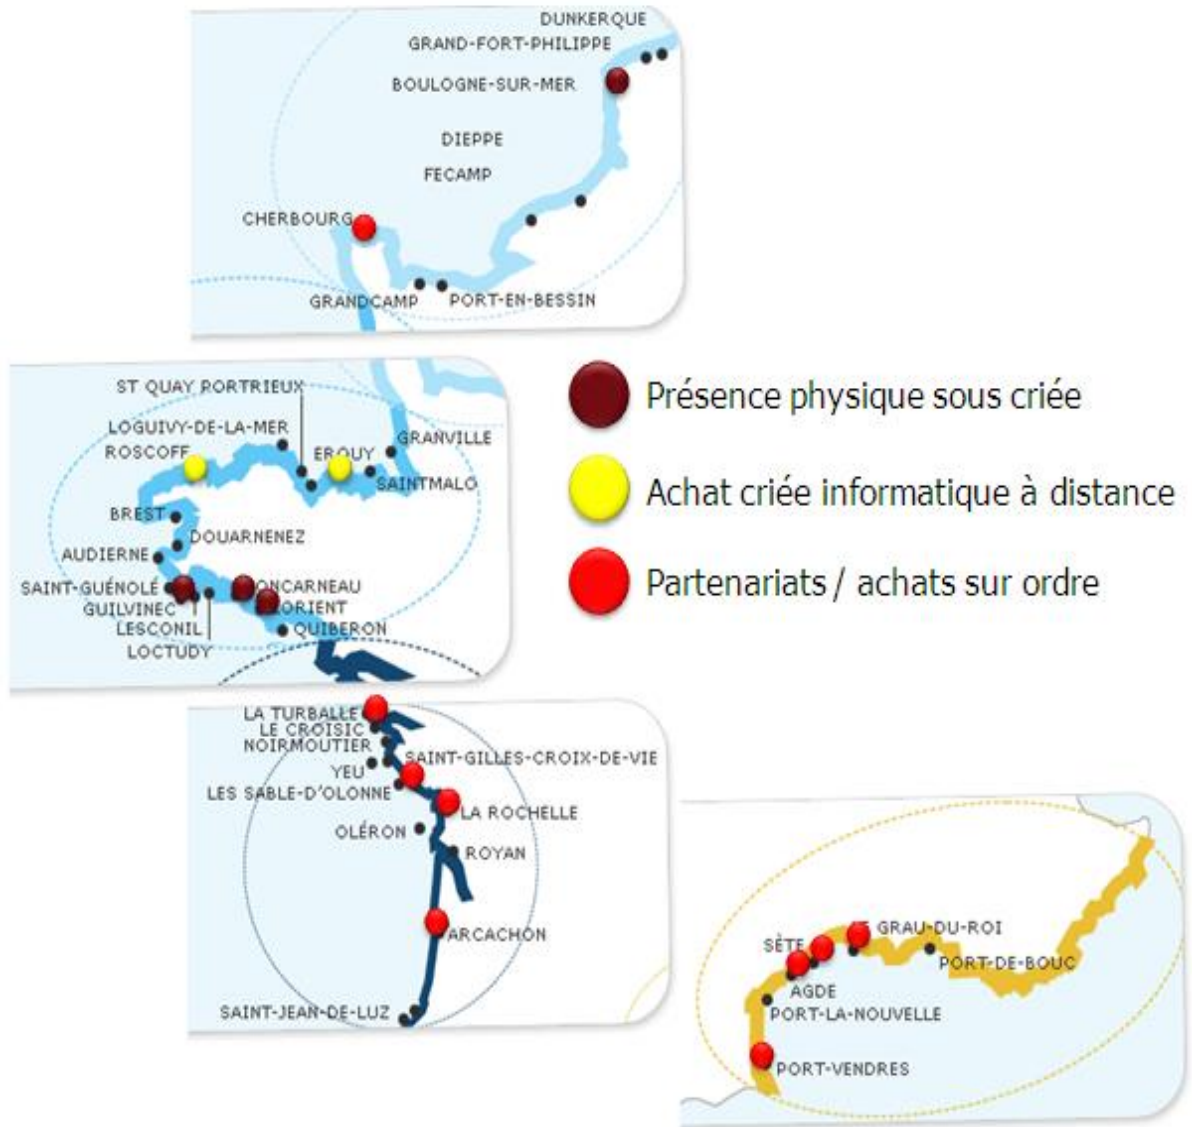 DUNKERQUE
GRAND-FORT-PHILIPPE
BOULOGNE-SUR-MER
DIEPPE
FECAMP
CHERBOURG
GRANDCAMP
PORT-EN-BESSIN
ST QUAY PORTRIEUX
LOGUIVY-DE-LA-MER
ROSCOFF
ERQUY
GRANVILLE
SAINTMALO
BREST
DOUARNENEZ
AUDIERNE
SAINT-GUÉNOLÉ
ONCARNEAU
GUILVINEC
ORIENT
LESCONIL
QUIBERON
LOCTUDY
Présence physique sous criée
Achat criée informatique à distance
Partenariats / achats sur ordre
LA TURBALLE
LE CROISIC
NOIRMOUTIER
SAINT-GILLES-CROIX-DE-VIE
YEU
LES SABLE-D'OLONNE
LA ROCHELLE
OLÉRON
ROYAN
ARCACHON
SAINT-JEAN-DE-LUZ
GRAU-DU-ROI
SÈTE
PORT-DE-BOUC
AGDE
PORT-LA-NOUVELLE
PORT-VENDRES